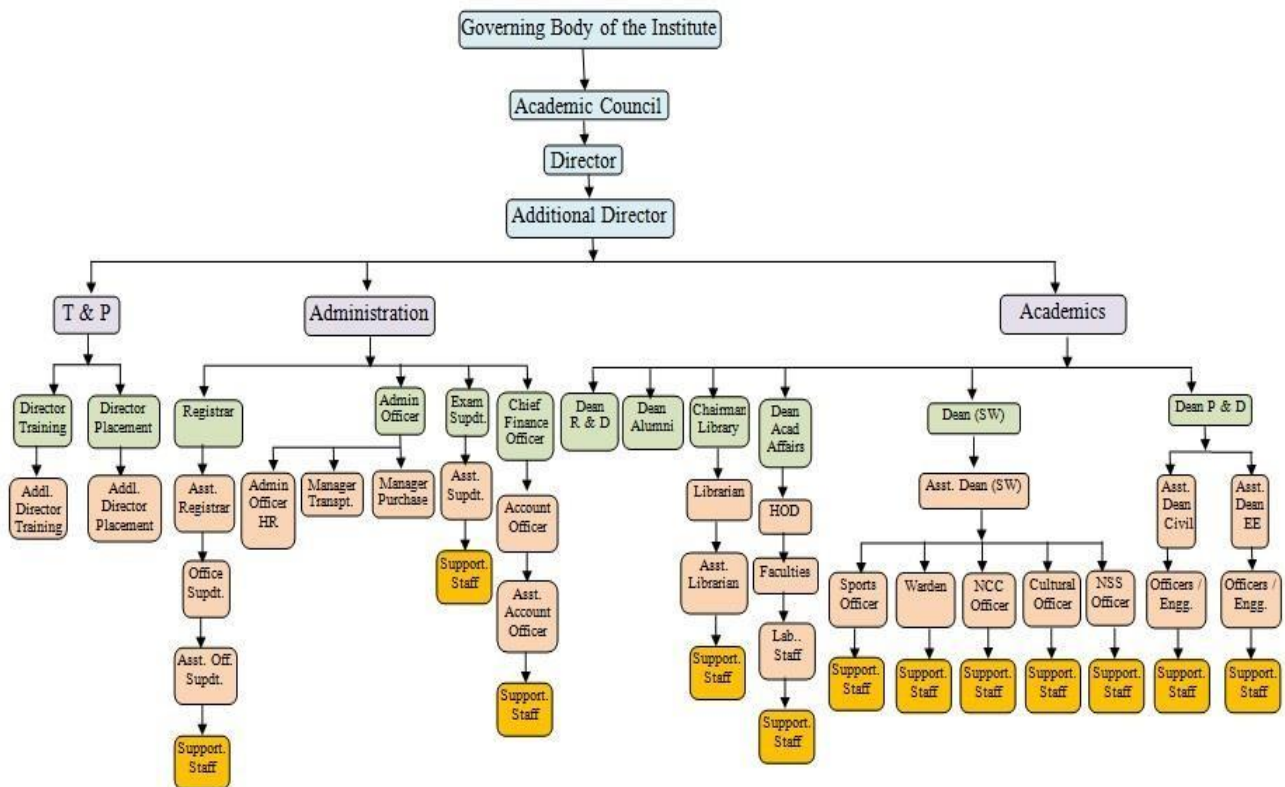 Governing Body of the Institute
Academic Council
Director
Additional Director
T & P
Administration
Academics
Director
Training
Director
Placement
Registrar
Admin
Officer
Exam
Supdt.
Chief
Finance
Officer
Dean
R & D
Dean
Alumni
Chairman
Library
Dean
Acad
Affairs
Dean (SW)
Dean P & D
Addl.
Director
Training
Addl.
Director
Placement
Asst.
Registrar
Admin
Officer
HR
Manager
Transpt.
Manager
Purchase
Asst.
Supdt.
Account
Officer
Librarian
HOD
Asst. Dean (SW)
Asst.
Dean
Civil
Asst.
Dean
EE
Office
Supdt.
Support.
Staff
Asst.
Account
Officer
Asst.
Librarian
Faculties
Sports
Officer
Warden
NCC
Officer
Cultural
Officer
NSS
Officer
Officers /
Engg.
Officers /
Engg.
Asst. Off.
Supdt.
Support.
Staff
Support.
Staff
Lab..
Staff
Support.
Staff
Support.
Staff
Support.
Staff
Support.
Staff
Support.
Staff
Support.
Staff
Support.
Staff
Support.
Staff
Support.
Staff